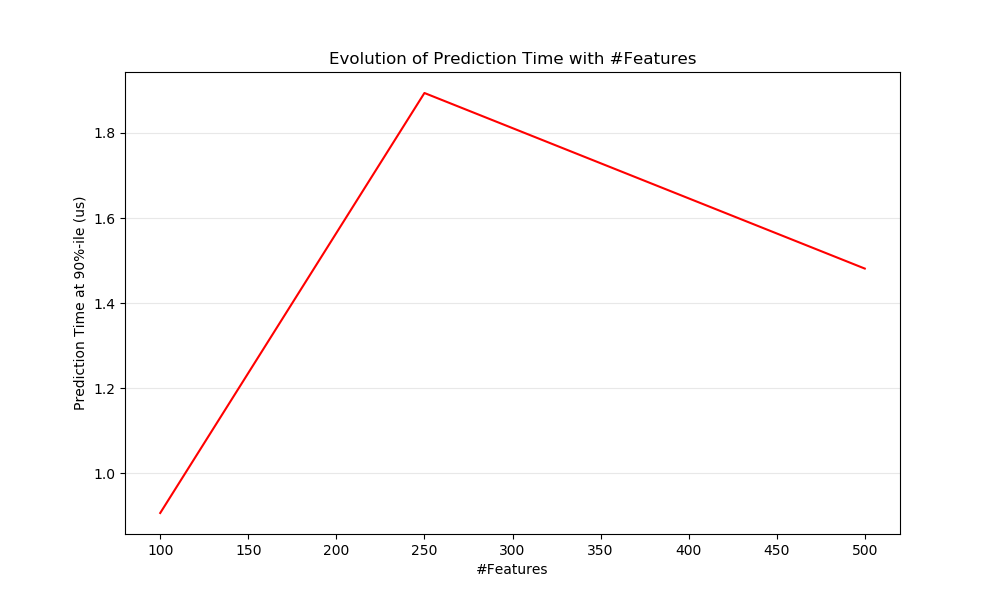 Evolution of Prediction Time with #Features
Prediction Time at 90%-ile (us)
1.8
1.6
1.4
1.2
1.0
100 150 200 250 300 350 400 450 500
#Features